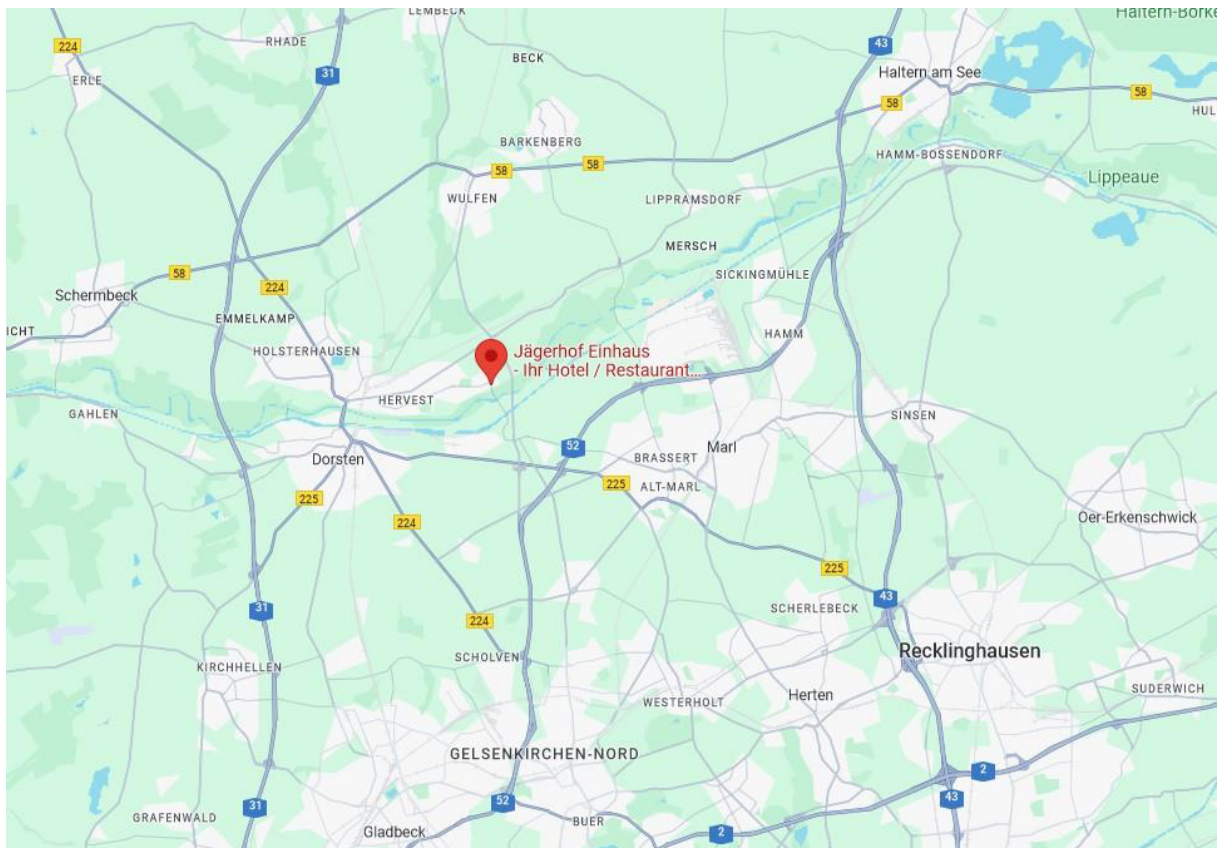 LEMBECK
Haltern-Borke
224
RHADE
43
31
BECK
Haltern am See
ERLE
58
58
HUL
BARKENBERG
58
58
HAMM-BOSSENDORF
Lippeaue
WULFEN
LIPPRAMSDORF
MERSCH
58
SICKINGMÜHLE
Schermbeck
224
EMMELKAMP
ICHT
HAMM
HOLSTERHAUSEN
Jägerhof Einhaus
- Ihr Hotel / Restaurant...
HERVEST
GAHLEN
SINSEN
52
Marl
Dorsten
BRASSERT
225
ALT-MARL
225
224
Oer-Erkenschwick
225
43
31
SCHERLEBECK
224
Recklinghausen
SCHOLVEN
KIRCHHELLEN
SUDERWICH
WESTERHOLT
Herten
GELSENKIRCHEN-NORD
2
31
52
43
GRAFENWALD
BUER
Gladbeck
2